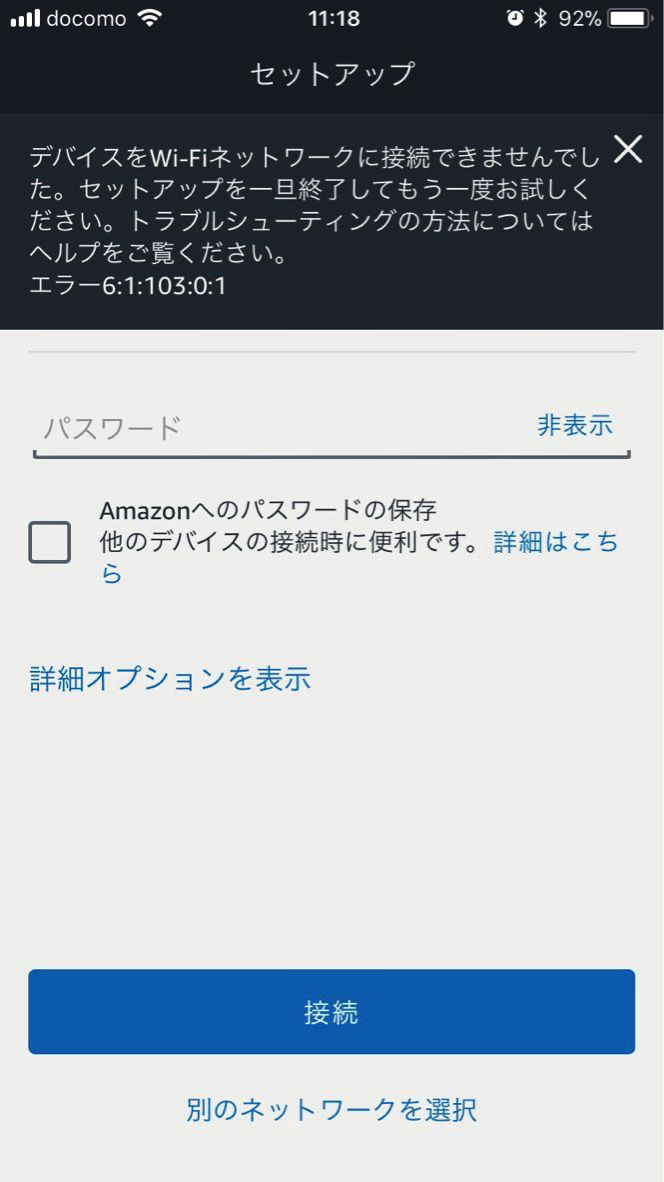 docomo 11:18 92%
セットアップ
デバイスをWi-Fiネットワークに接続できませんでし
た。セットアップを一旦終了してもう一度お試しく
ださい。トラブルシューティングの方法については
ヘルプをご覧ください。
エラー6:1:103:0:1
パスワード 非表示
Amazonへのパスワードの保存
他のデバイスの接続時に便利です。詳細はこち
ら
詳細オプションを表示
接続
別のネットワークを選択